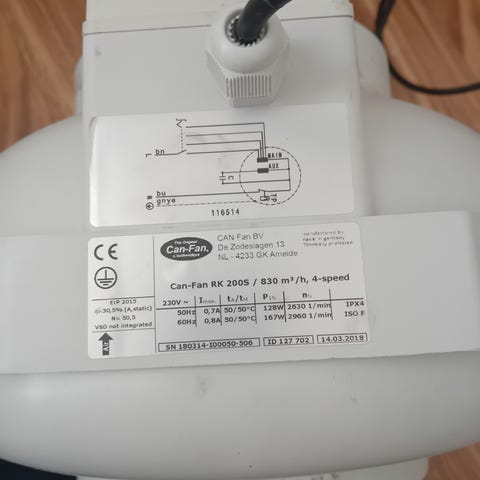 L bn
MAIN
AUX
C
N bu
gnye
TP
116514
CE
The Original
Can-Fan.
CAN Fan BV
De Zodeslagen 13
NL - 4233 GK Ameide
manufactured by
made in germany
Thermally protected
Can-Fan RK 200S / 830 m³/h, 4-speed
ErP 2015
η=30,5% (A,static)
N= 50,5
VSD not integrated
230V ~ Imax tA/tM PIN nN
50Hz 0,7A 50/50°C 128W 2630 1/min IPX4
60Hz 0,8A 50/50°C 167W 2960 1/min ISO F
SN 180314-I00050-506 ID 127 702 14.03.2018